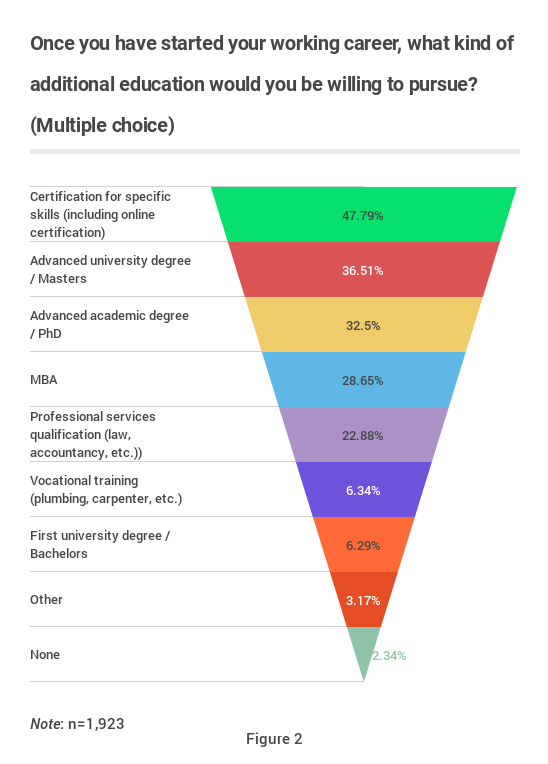 Once you have started your working career, what kind of
additional education would you be willing to pursue?
(Multiple choice)
Certification for specific
skills (including online
certification)
47.79%
Advanced university degree
/ Masters
36.51%
Advanced academic degree
/ PhD
32.5%
MBA
28.65%
Professional services
qualification (law,
accountancy, etc.))
22.88%
Vocational training
(plumbing, carpenter, etc.)
6.34%
First university degree /
Bachelors
6.29%
Other
3.17%
None
2.34%
Note: n=1,923
Figure 2